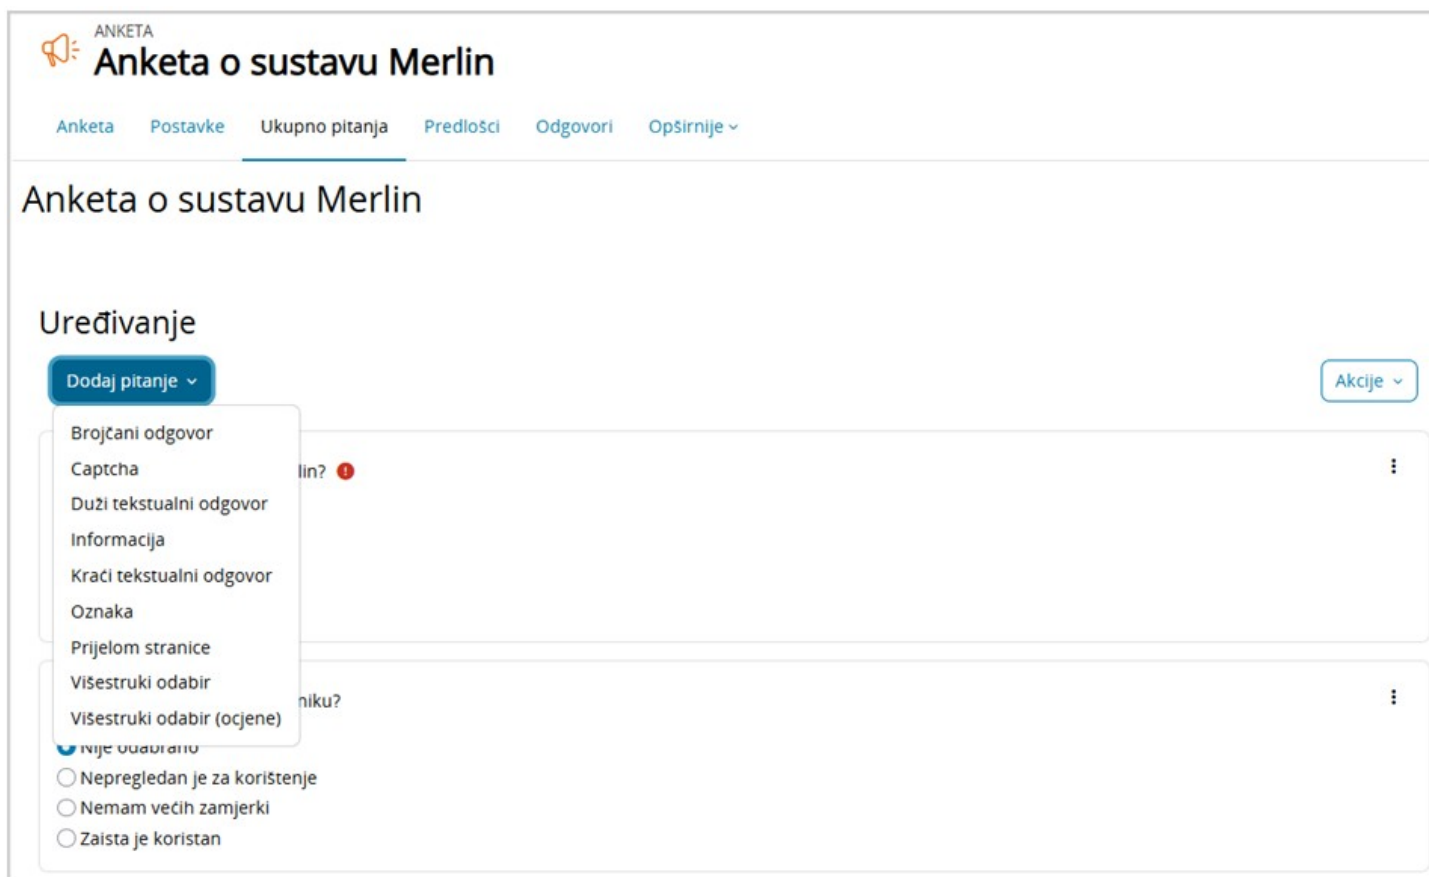 ANKETA
Anketa o sustavu Merlin
Anketa Postavke Ukupno pitanja Predlošci Odgovori Opširnije
Anketa o sustavu Merlin
Uređivanje
Dodaj pitanje Akcije
Brojčani odgovor
Captcha
lin?
Duži tekstualni odgovor
Informacija
Kraći tekstualni odgovor
Oznaka
Prijelom stranice
Višestruki odabir
niku?
Višestruki odabir (ocjene)
Nije odabrano
Nepregledan je za korištenje
Nemam većih zamjerki
Zaista je koristan